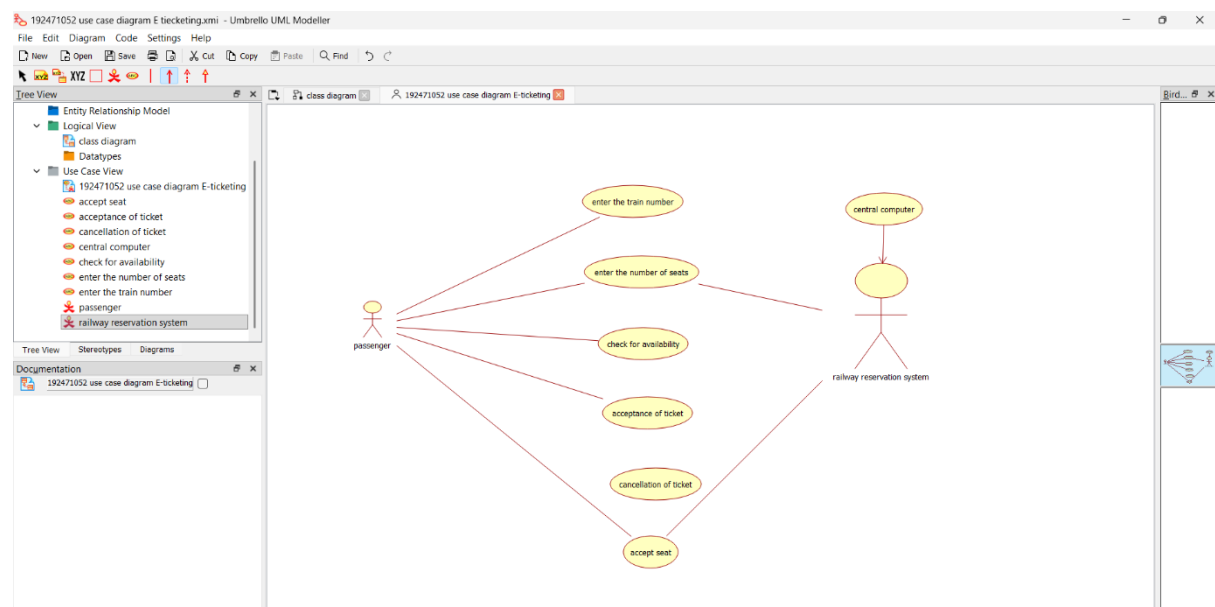 192471052 use case diagram E tiecketing.xmi - Umbrello UML Modeller
File Edit Diagram Code Settings Help
New Open Save Cut Copy Paste Find
XYZ XYZ
Tree View
Entity Relationship Model
Logical View
class diagram
Datatypes
Use Case View
192471052 use case diagram E-ticketing
accept seat
acceptance of ticket
cancellation of ticket
central computer
check for availability
enter the number of seats
enter the train number
passenger
railway reservation system
Tree View Stereotypes Diagrams
Documentation
192471052 use case diagram E-ticketing
class diagram 192471052 use case diagram E-ticketing
enter the train number
central computer
enter the number of seats
check for availability
passenger
railway reservation system
acceptance of ticket
cancellation of ticket
accept seat
Bird...